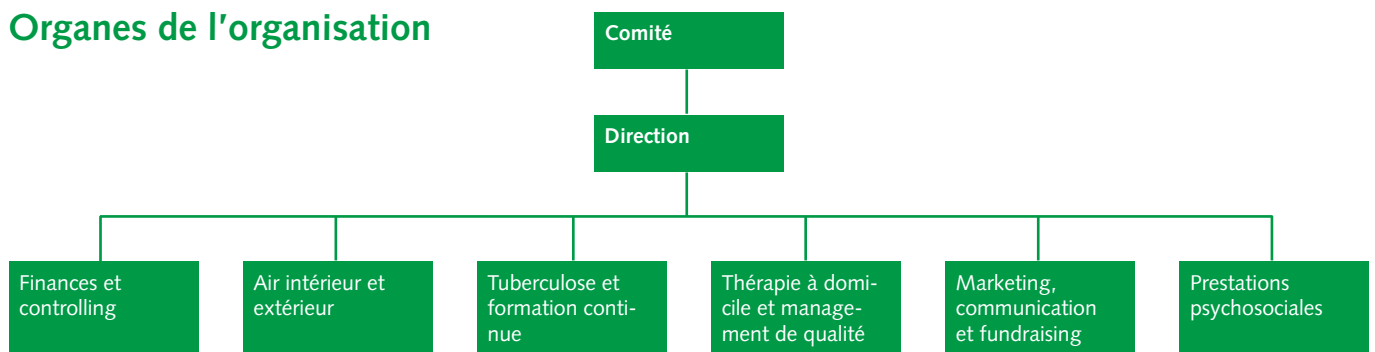 Organes de l'organisation
Comité
Direction
Finances et
controlling
Air intérieur et
extérieur
Tuberculose et
formation conti-
nue
Thérapie à domi-
cile et manage-
ment de qualité
Marketing,
communication
et fundraising
Prestations
psychosociales